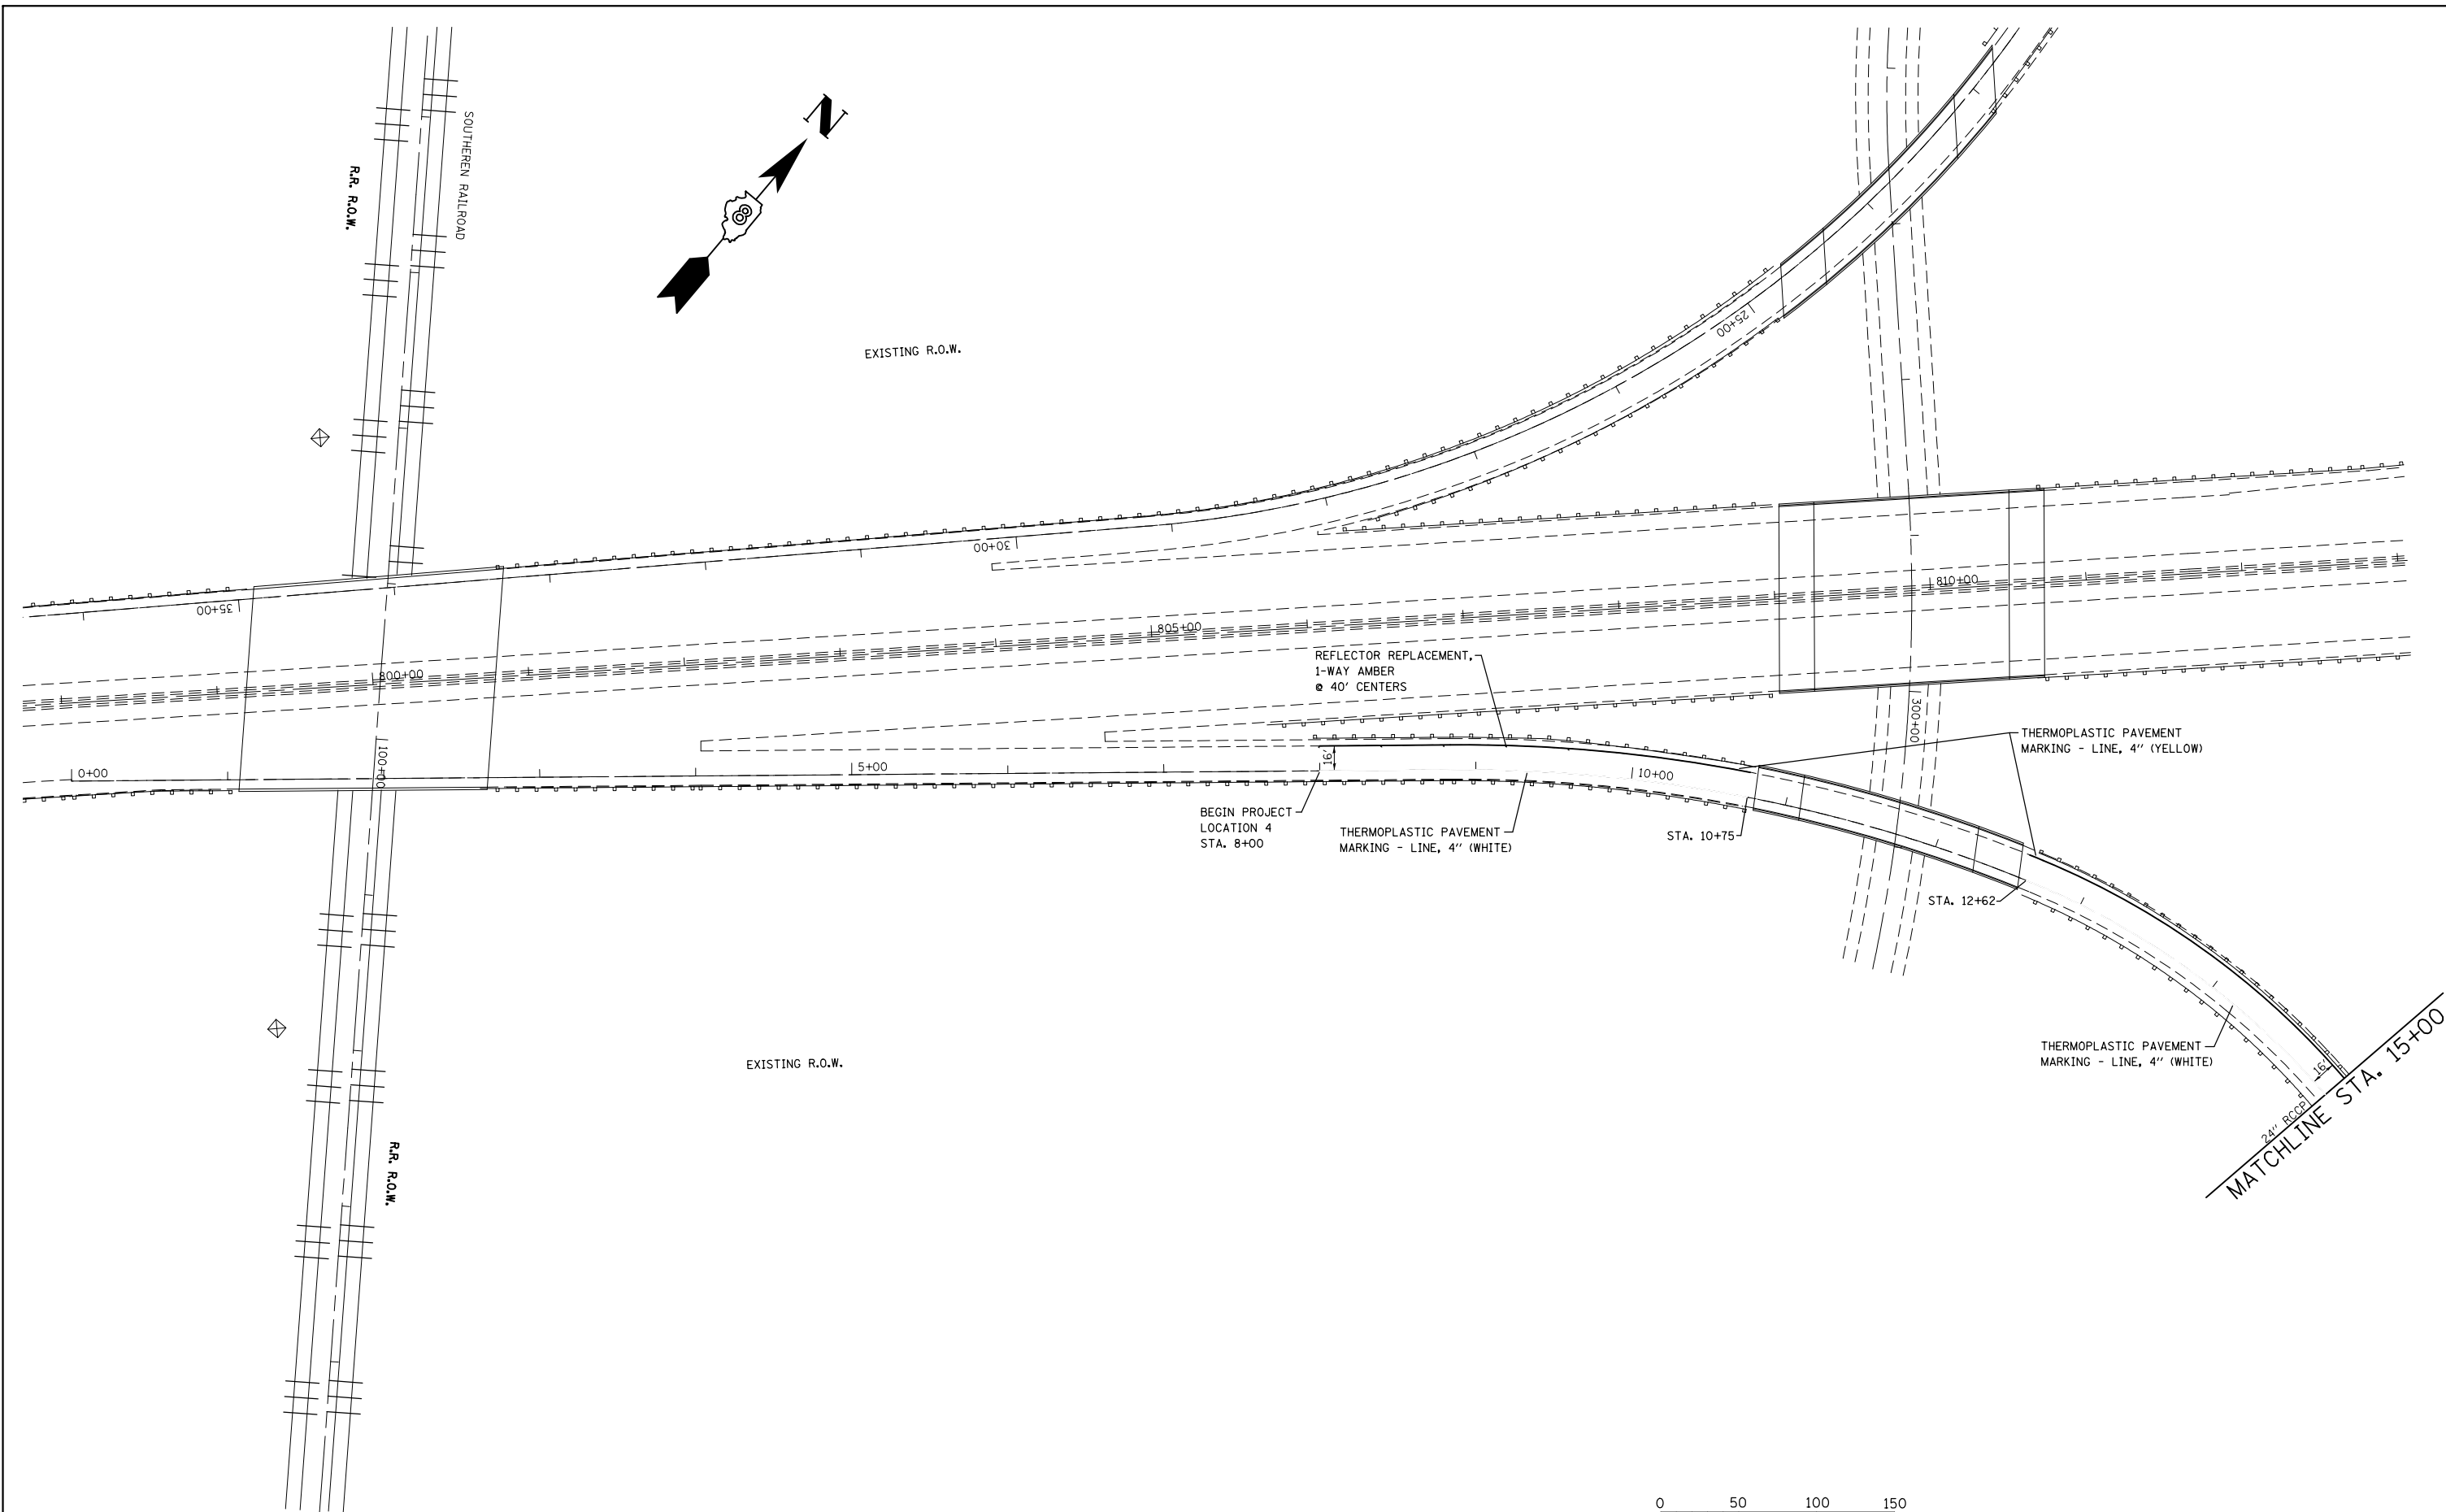 N
SOUTHEREN RAILROAD
R.R. R.O.W.
EXISTING R.O.W.
25+00
30+00
35+00
810+00
805+00
800+00
REFLECTOR REPLACEMENT,
1-WAY AMBER
@ 40' CENTERS
300+00
THERMOPLASTIC PAVEMENT
MARKING - LINE, 4" (YELLOW)
100+00
0+00
5+00
16'
10+00
BEGIN PROJECT
LOCATION 4
STA. 8+00
THERMOPLASTIC PAVEMENT
MARKING - LINE, 4" (WHITE)
STA. 10+75
STA. 12+62
EXISTING R.O.W.
THERMOPLASTIC PAVEMENT
MARKING - LINE, 4" (WHITE)
16'
24" RCCP
MATCHLINE STA. 15+00
R.R. R.O.W.
0 50 100 150